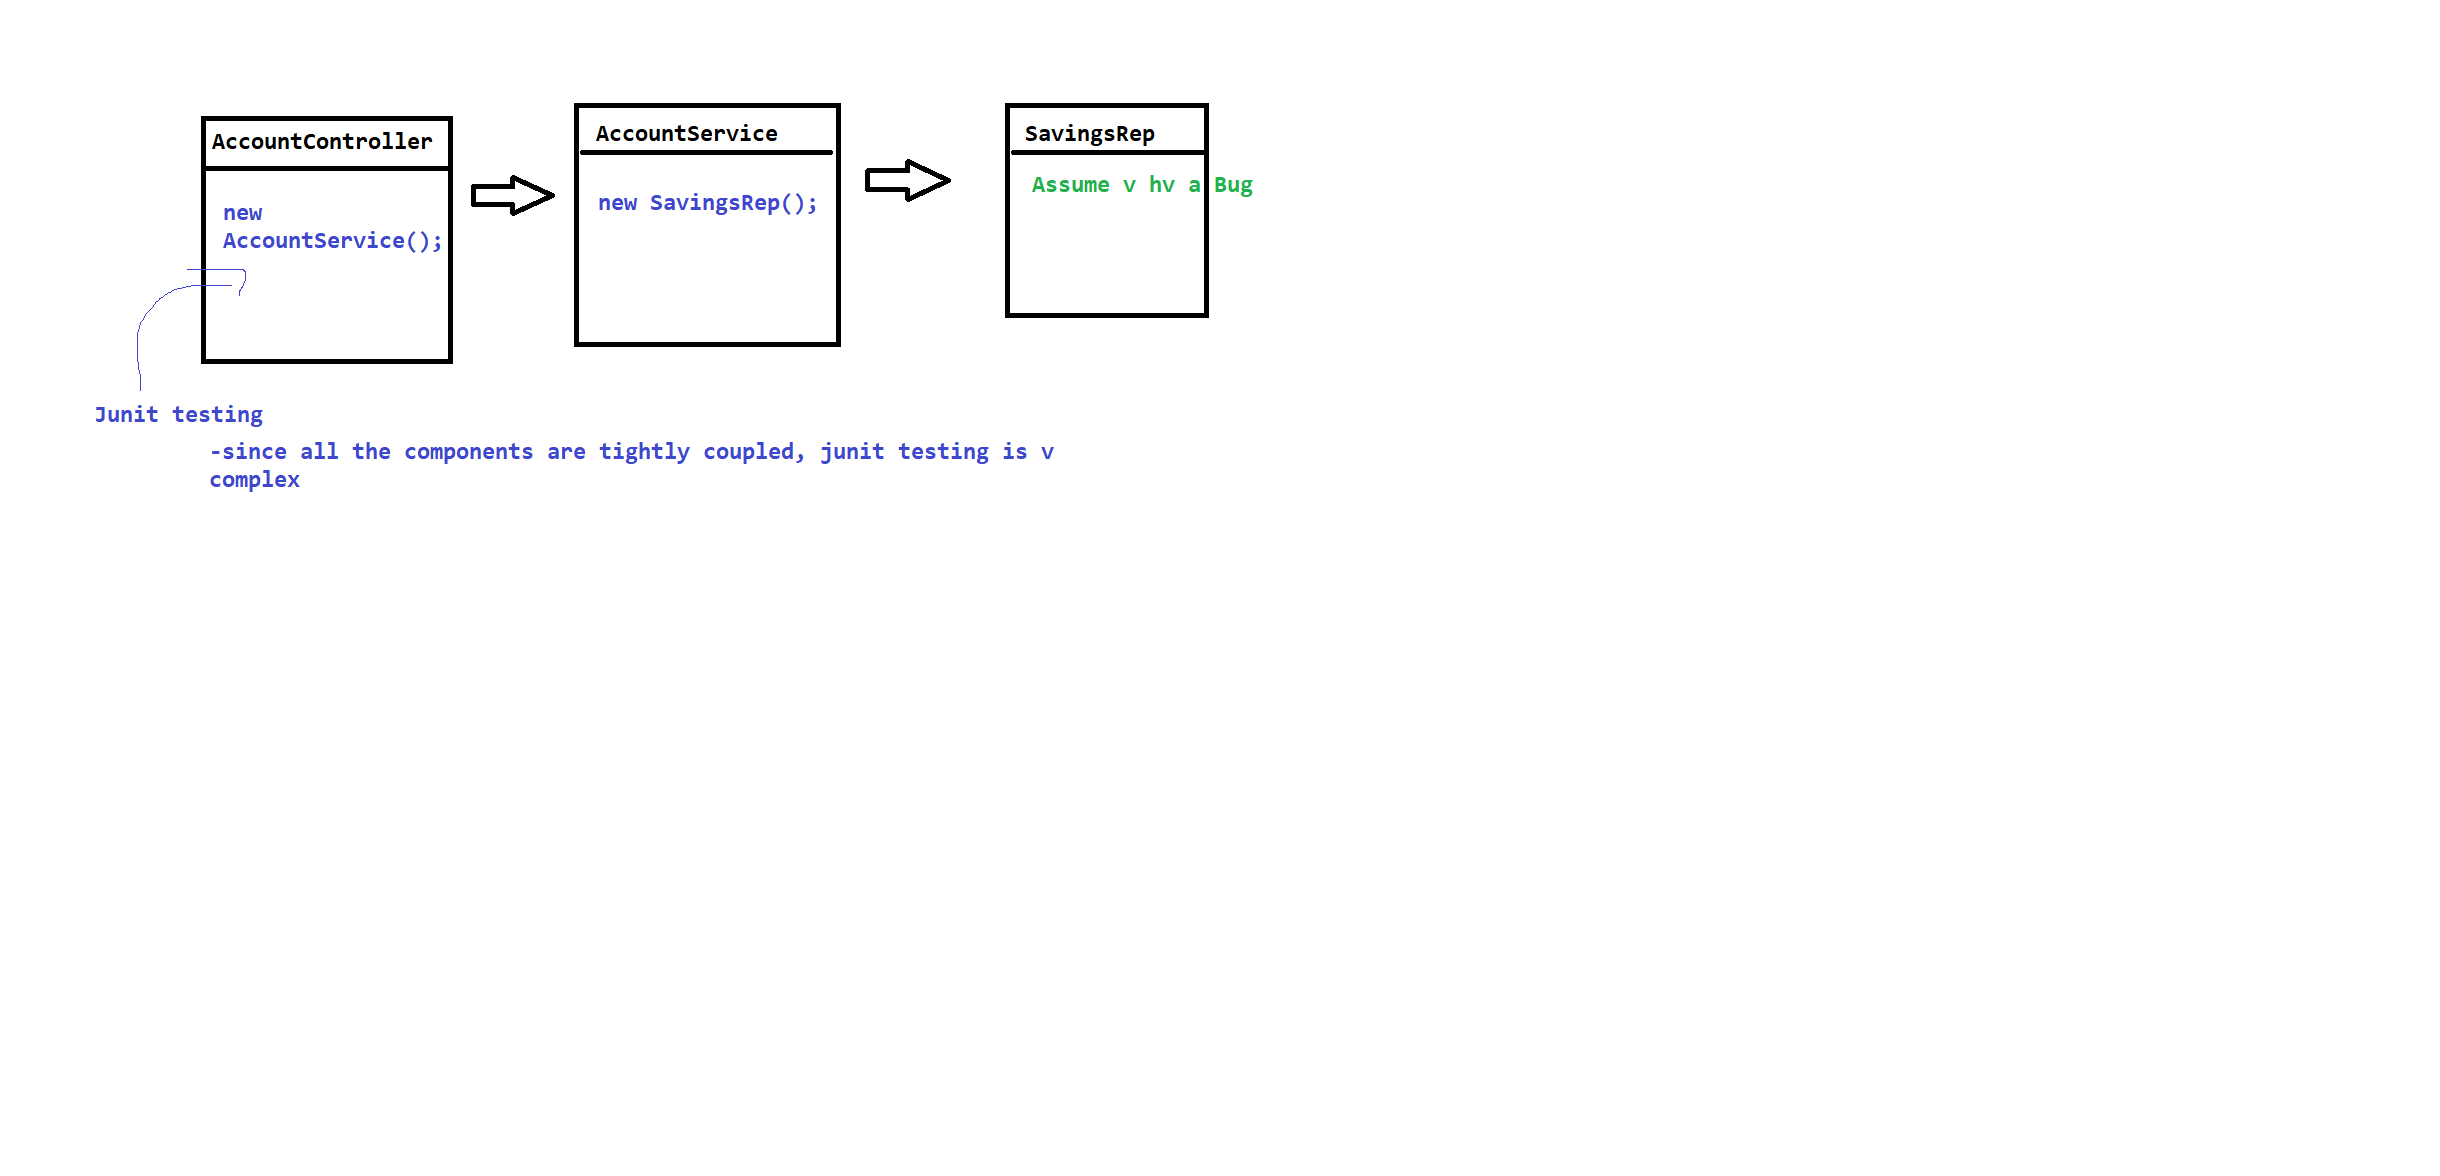 AccountController
new
AccountService();
AccountService
new SavingsRep();
SavingsRep
Assume v hv a Bug
Junit testing
-since all the components are tightly coupled, junit testing is v
complex